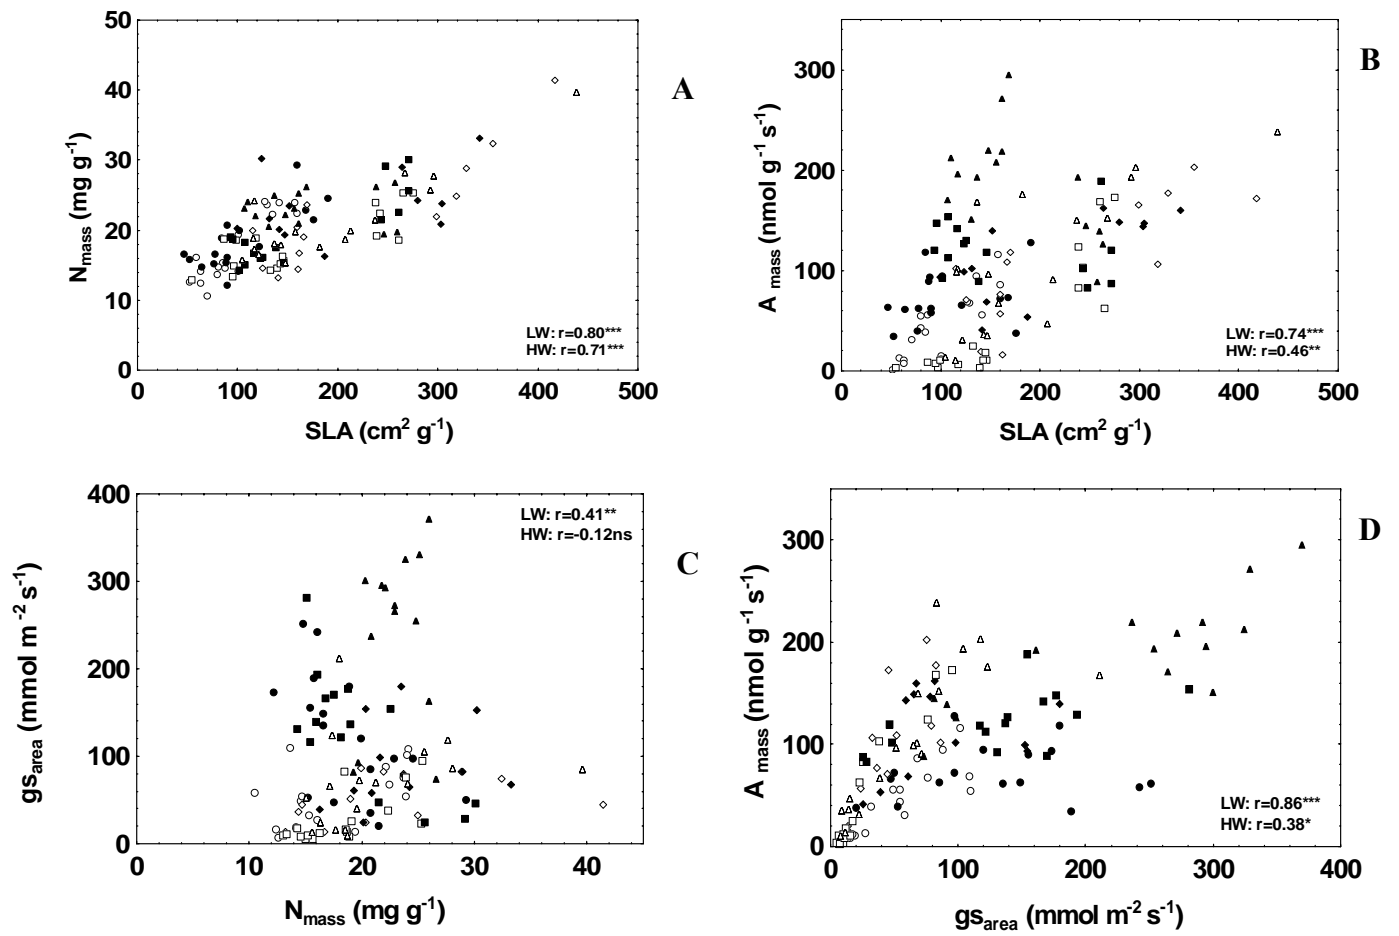 50
40
30
20
10
0
N_mass (mg g⁻¹)
0 100 200 300 400 500
SLA (cm² g⁻¹)
LW: r=0.80***
HW: r=0.71***
A
300
200
100
0
A mass (nmol g⁻¹ s⁻¹)
0 100 200 300 400 500
SLA (cm² g⁻¹)
LW: r=0.74***
HW: r=0.46**
B
400
300
200
100
0
gs_area (mmol m⁻² s⁻¹)
0 10 20 30 40
N_mass (mg g⁻¹)
LW: r=0.41**
HW: r=-0.12ns
C
300
200
100
0
A mass (nmol g⁻¹ s⁻¹)
0 100 200 300 400
gs_area (mmol m⁻² s⁻¹)
LW: r=0.86***
HW: r=0.38*
D